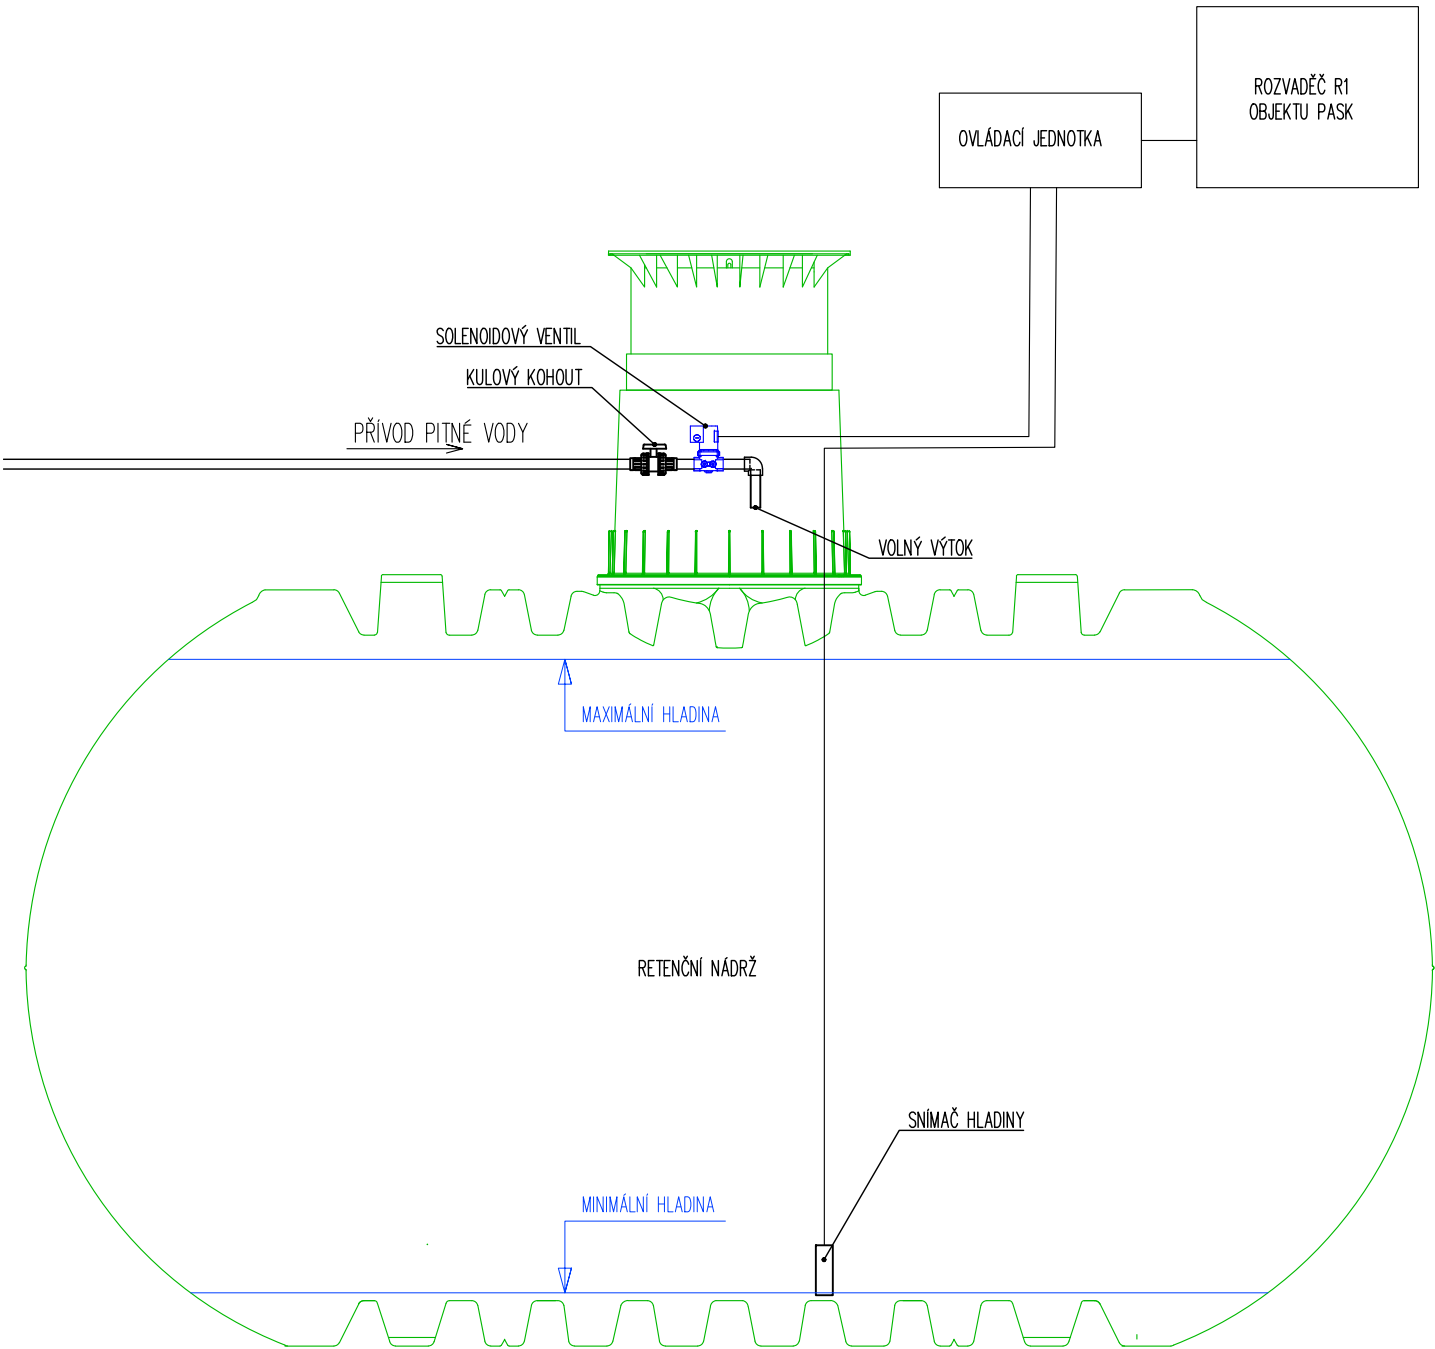 ROZVADĚČ R1
OBJEKTU PASK
OVLÁDACÍ JEDNOTKA
SOLENOIDOVÝ VENTIL
KULOVÝ KOHOUT
PŘÍVOD PITNÉ VODY
VOLNÝ VÝTOK
MAXIMÁLNÍ HLADINA
RETENČNÍ NÁDRŽ
SNÍMAČ HLADINY
MINIMÁLNÍ HLADINA